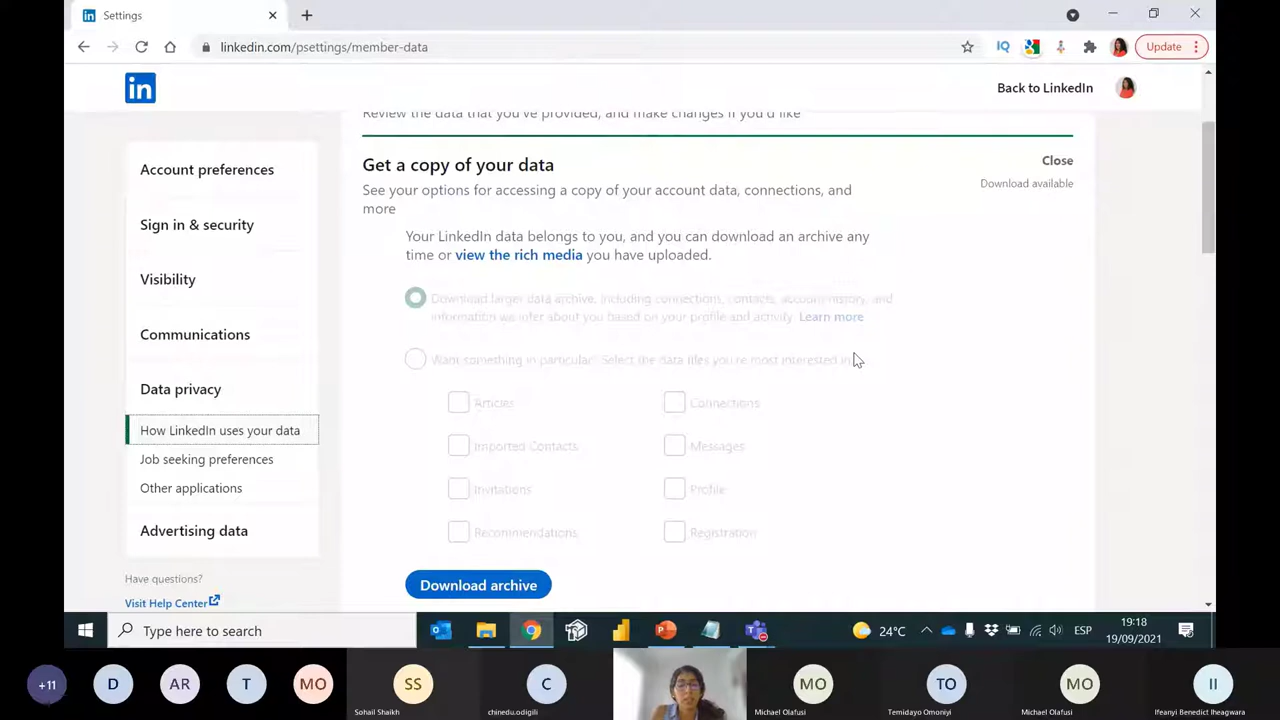 Settings
linkedin.com/psettings/member-data
Update
in
Back to LinkedIn
Review the data that you've provided, and make changes if you'd like
Account preferences
Sign in & security
Visibility
Communications
Data privacy
How LinkedIn uses your data
Job seeking preferences
Other applications
Advertising data
Have questions?
Visit Help Center
Get a copy of your data
Close
Download available
See your options for accessing a copy of your account data, connections, and
more
Your LinkedIn data belongs to you, and you can download an archive any
time or view the rich media you have uploaded.
Download larger data archive, including connections, contacts, account history, and
information we infer about you based on your profile and activity. Learn more
Want something in particular? Select the data files you're most interested in.
Articles
Connections
Imported Contacts
Messages
Invitations
Profile
Recommendations
Registration
Download archive
Type here to search
24°C
ESP
19:18
19/09/2021
+11
D
AR
T
MO
SS
Sohail Shaikh
C
chinedu.odigili
MO
Michael Olafusi
TO
Temidayo Omoniyi
MO
Michael Olafusi
II
Ifeanyi Benedict Iheagwara